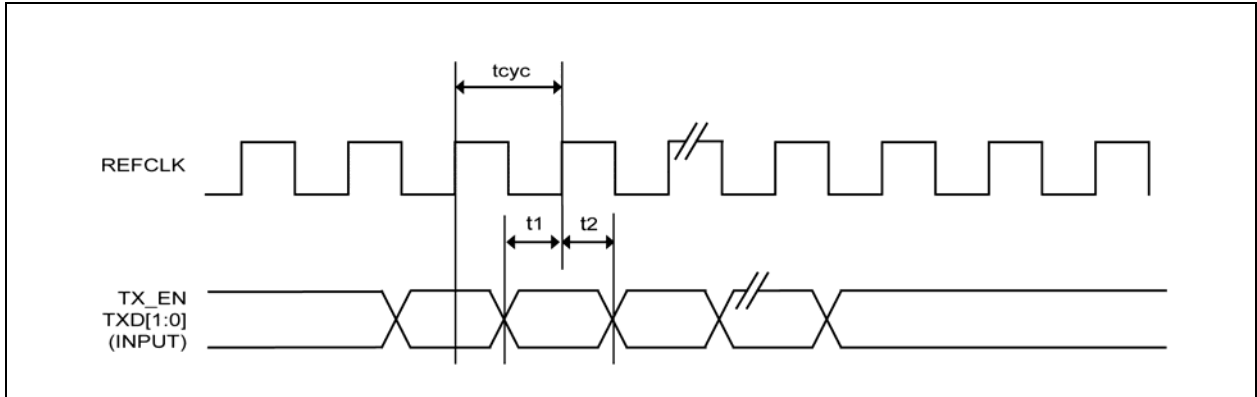 tcyc
REFCLK
t1
t2
TX_EN
TXD[1:0]
(INPUT)